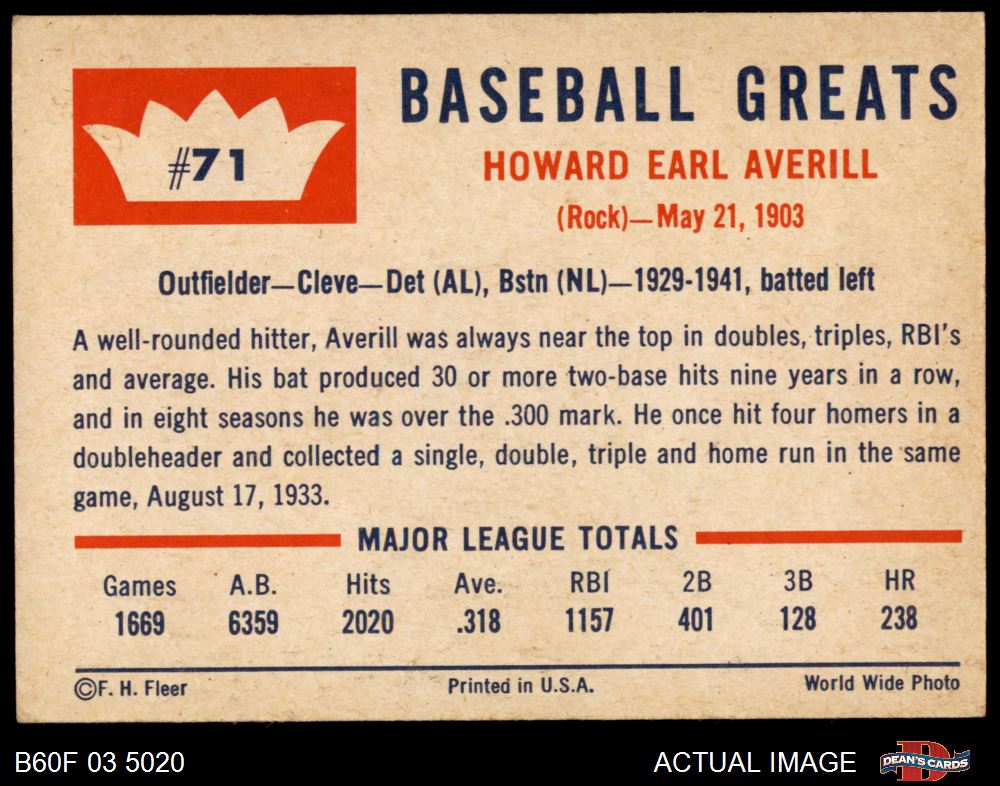 #71
BASEBALL GREATS
HOWARD EARL AVERILL
(Rock)—May 21, 1903
Outfielder—Cleve—Det (AL), Bstn (NL)—1929-1941, batted left
A well-rounded hitter, Averill was always near the top in doubles, triples, RBI's
and average. His bat produced 30 or more two-base hits nine years in a row,
and in eight seasons he was over the .300 mark. He once hit four homers in a
doubleheader and collected a single, double, triple and home run in the same
game, August 17, 1933.
MAJOR LEAGUE TOTALS
Games A.B. Hits Ave. RBI 2B 3B HR
1669 6359 2020 .318 1157 401 128 238
©F. H. Fleer Printed in U.S.A. World Wide Photo
B60F 03 5020 ACTUAL IMAGE D DEAN'S CARDS